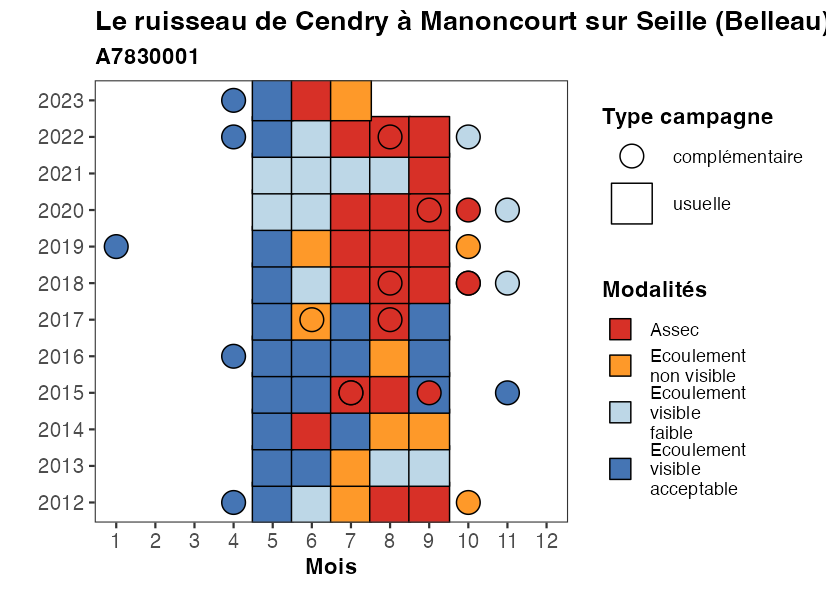 Le ruisseau de Cendry à Manoncourt sur Seille (Belleau)
A7830001
2023
2022
2021
2020
2019
2018
2017
2016
2015
2014
2013
2012
1 2 3 4 5 6 7 8 9 10 11 12
Mois
Type campagne
complémentaire
usuelle
Modalités
Assec
Ecoulement
non visible
Ecoulement
visible
faible
Ecoulement
visible
acceptable